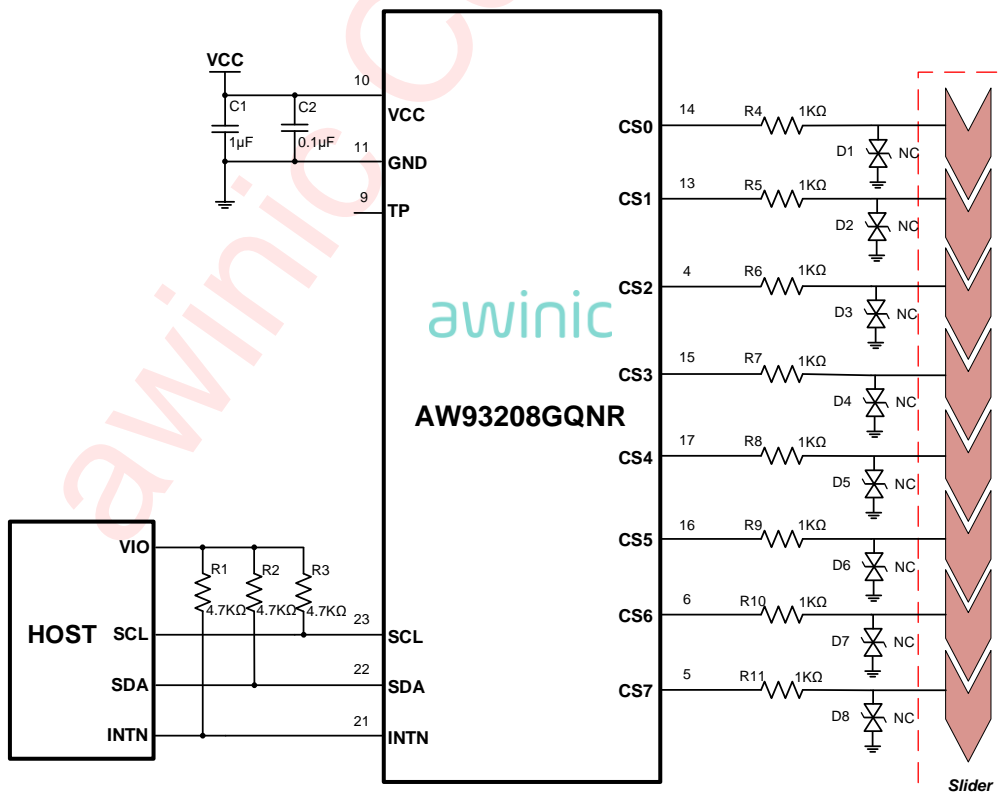 VCC
10
C1
C2
VCC
1µF
0.1µF
11
GND
9
TP
awinic
AW93208GQNR
CS0
14
R4
1KΩ
D1
NC
CS1
13
R5
1KΩ
D2
NC
CS2
4
R6
1KΩ
D3
NC
CS3
15
R7
1KΩ
D4
NC
CS4
17
R8
1KΩ
D5
NC
CS5
16
R9
1KΩ
D6
NC
CS6
6
R10
1KΩ
D7
NC
CS7
5
R11
1KΩ
D8
NC
Slider
HOST
VIO
R1
R2
R3
4.7KΩ
4.7KΩ
4.7KΩ
SCL
23
SCL
SDA
22
SDA
INTN
21
INTN
awinic Co